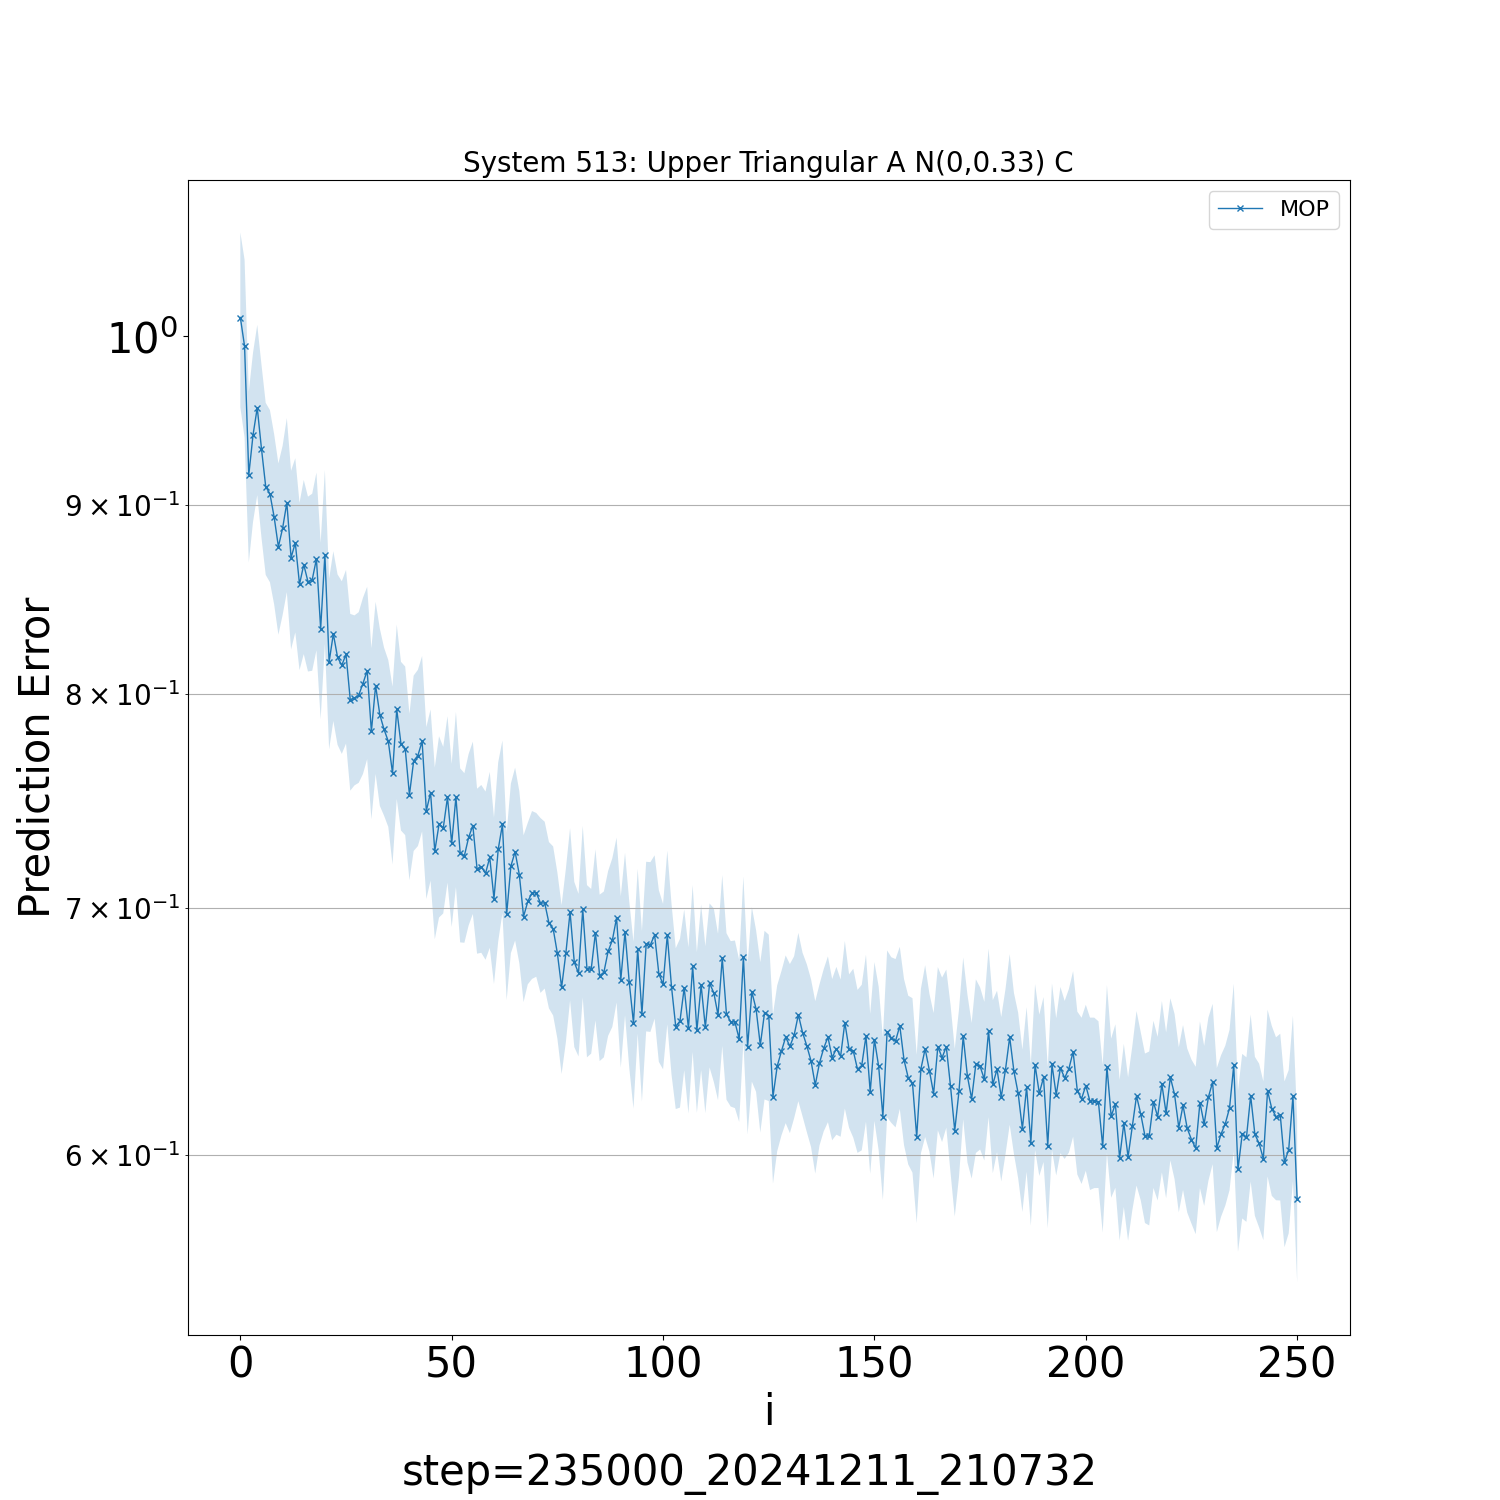 System 513: Upper Triangular A N(0,0.33) C
MOP
10⁰
9 × 10⁻¹
8 × 10⁻¹
7 × 10⁻¹
6 × 10⁻¹
Prediction Error
0 50 100 150 200 250
i
step=235000_20241211_210732